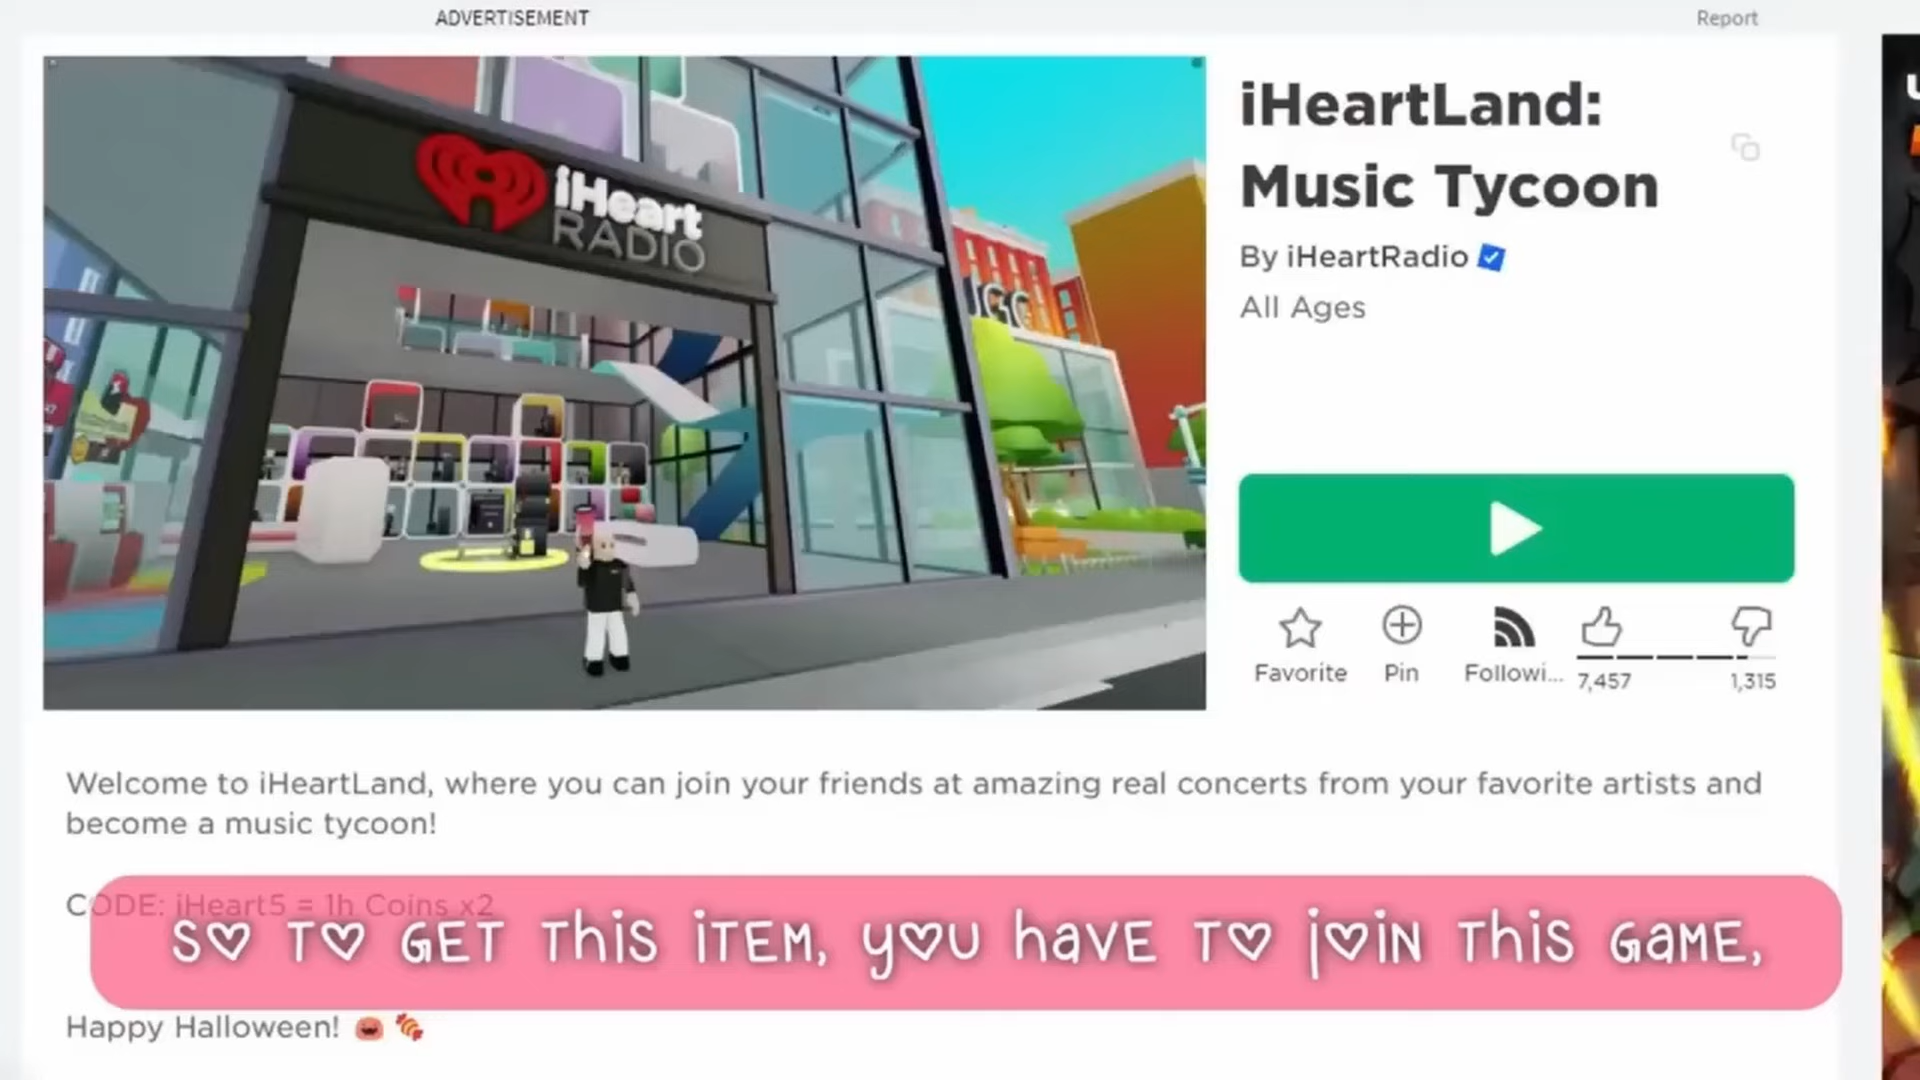 ADVERTISEMENT
Report
iHeart
RADIO
iHeartLand:
Music Tycoon
By iHeartRadio
All Ages
Favorite
Pin
Followi...
7,457
1,315
Welcome to iHeartLand, where you can join your friends at amazing real concerts from your favorite artists and
become a music tycoon!
CODE: iHeart5 = 1h Coins x2
SO TO GET THIS ITEM, YOU HAVE TO JOIN THIS GAME,
Happy Halloween! 🎃 🍬